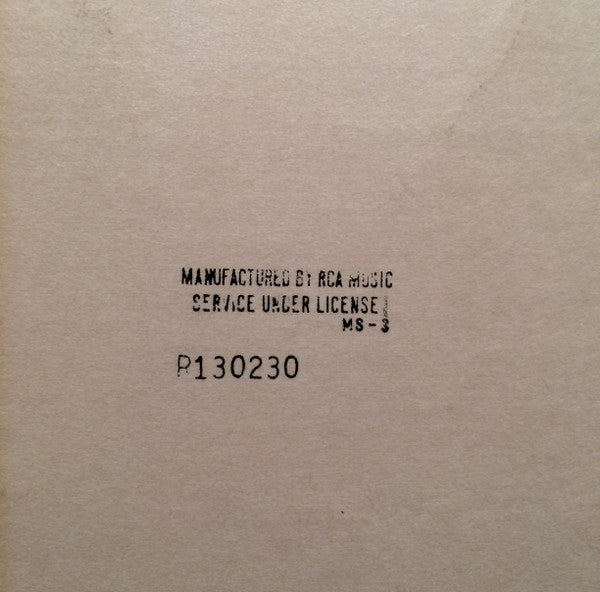 MANUFACTURED BY RCA MUSIC
SERVICE UNDER LICENSE
MS-3
R130230